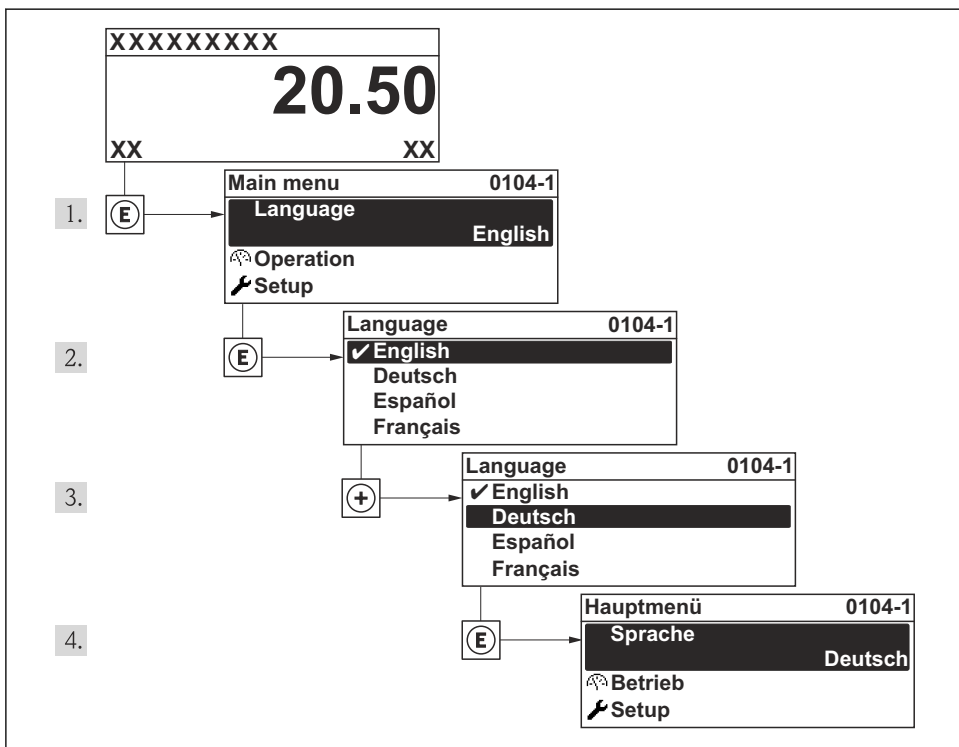 XXXXXXXXX
20.50
XX XX
Main menu 0104-1
1. E Language
English
Operation
Setup
Language 0104-1
2. E ✔ English
Deutsch
Español
Français
Language 0104-1
3. + ✔ English
Deutsch
Español
Français
Hauptmenü 0104-1
4. E Sprache
Deutsch
Betrieb
Setup